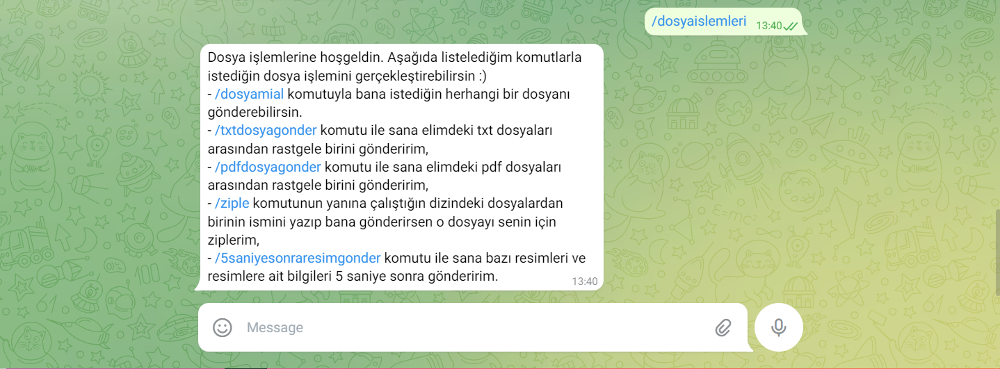 /dosyaislemleri 13:40
Dosya işlemlerine hoşgeldin. Aşağıda listelediğim komutlarla
istediğin dosya işlemini gerçekleştirebilirsin :)
- /dosyamial komutuyla bana istediğin herhangi bir dosyanı
gönderebilirsin.
- /txtdosyagonder komutu ile sana elimdeki txt dosyaları
arasından rastgele birini gönderirim,
- /pdfdosyagonder komutu ile sana elimdeki pdf dosyaları
arasından rastgele birini gönderirim,
- /ziple komutunun yanına çalıştığın dizindeki dosyalardan
birinin ismini yazıp bana gönderirsen o dosyayı senin için
ziplerim,
- /5saniyesonraresimgonder komutu ile sana bazı resimleri ve
resimlere ait bilgileri 5 saniye sonra gönderirim.
13:40
Message